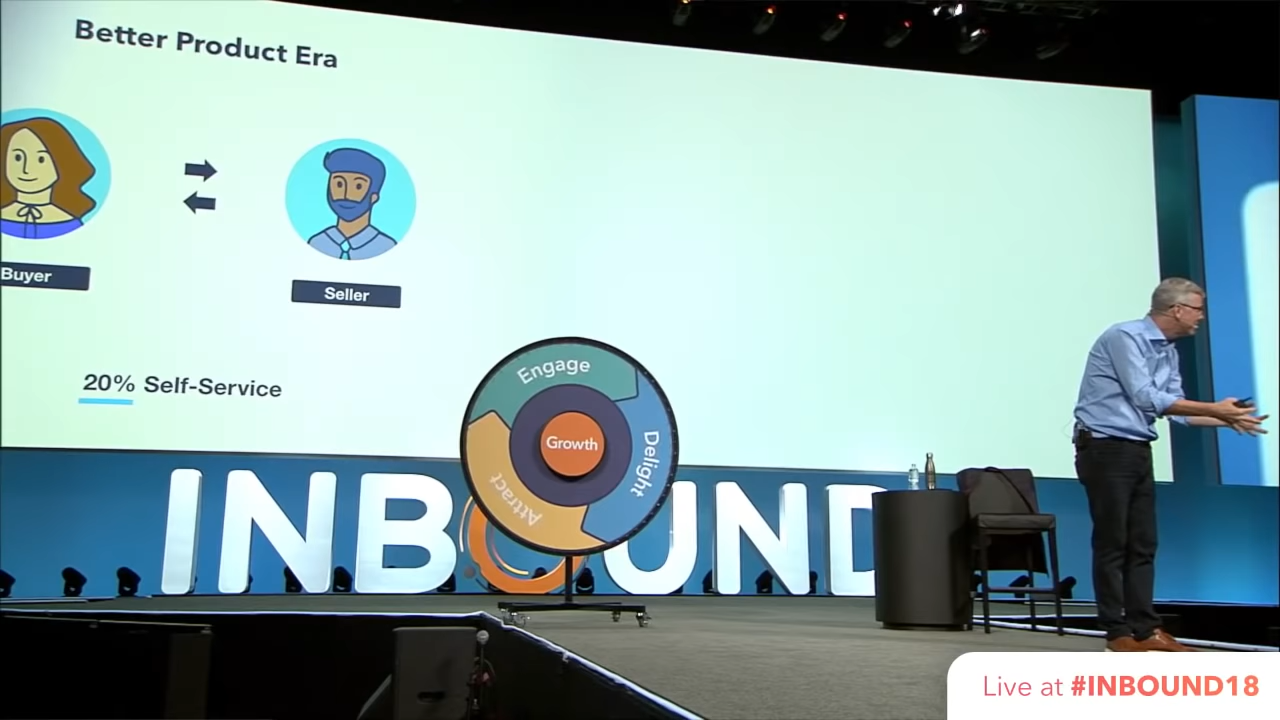 Better Product Era
Buyer
Seller
20% Self-Service
Engage
Growth
Delight
Attract
INBOUND
Live at #INBOUND18